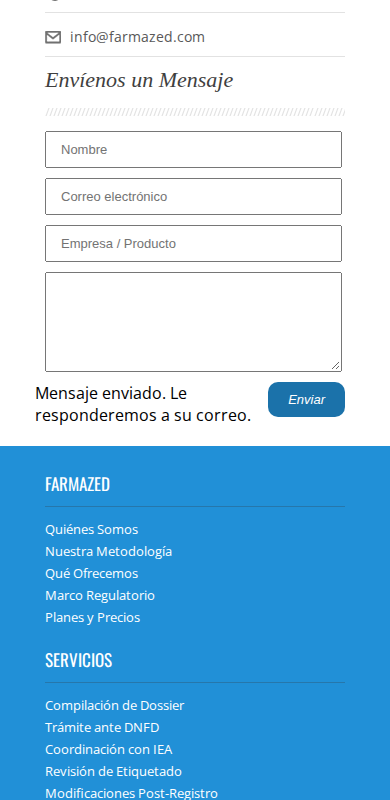 info@farmazed.com
Envíenos un Mensaje
Nombre
Correo electrónico
Empresa / Producto
Mensaje enviado. Le
responderemos a su correo.
Enviar
FARMAZED
Quiénes Somos
Nuestra Metodología
Qué Ofrecemos
Marco Regulatorio
Planes y Precios
SERVICIOS
Compilación de Dossier
Trámite ante DNFD
Coordinación con IEA
Revisión de Etiquetado
Modificaciones Post-Registro